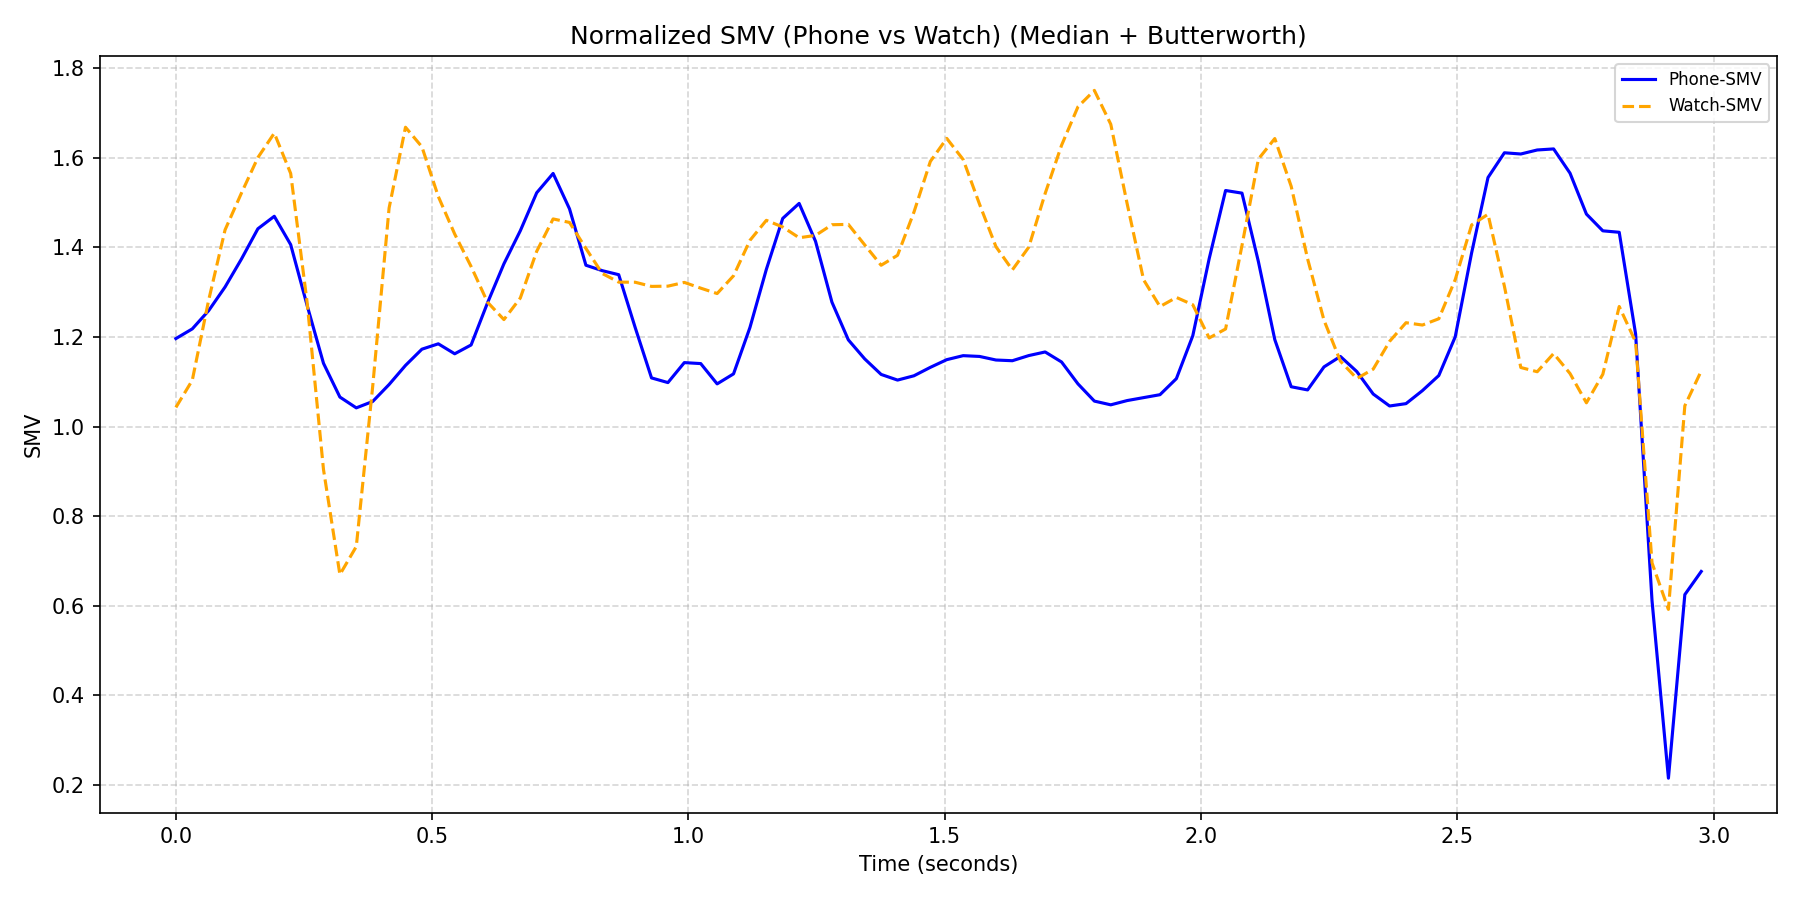 Normalized SMV (Phone vs Watch) (Median + Butterworth)
Phone-SMV
Watch-SMV
SMV
1.8
1.6
1.4
1.2
1.0
0.8
0.6
0.4
0.2
0.0 0.5 1.0 1.5 2.0 2.5 3.0
Time (seconds)